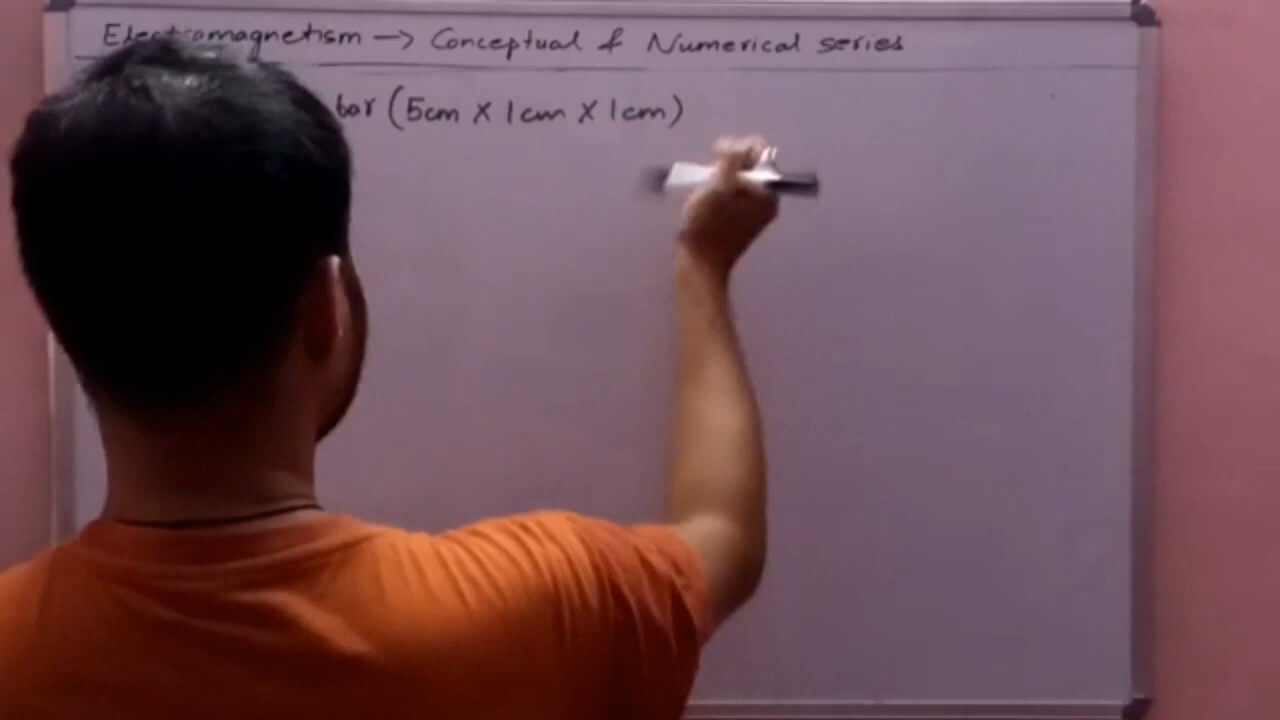 Electromagnetism → Conceptual & Numerical series
bar (5cm X 1cm X 1cm)